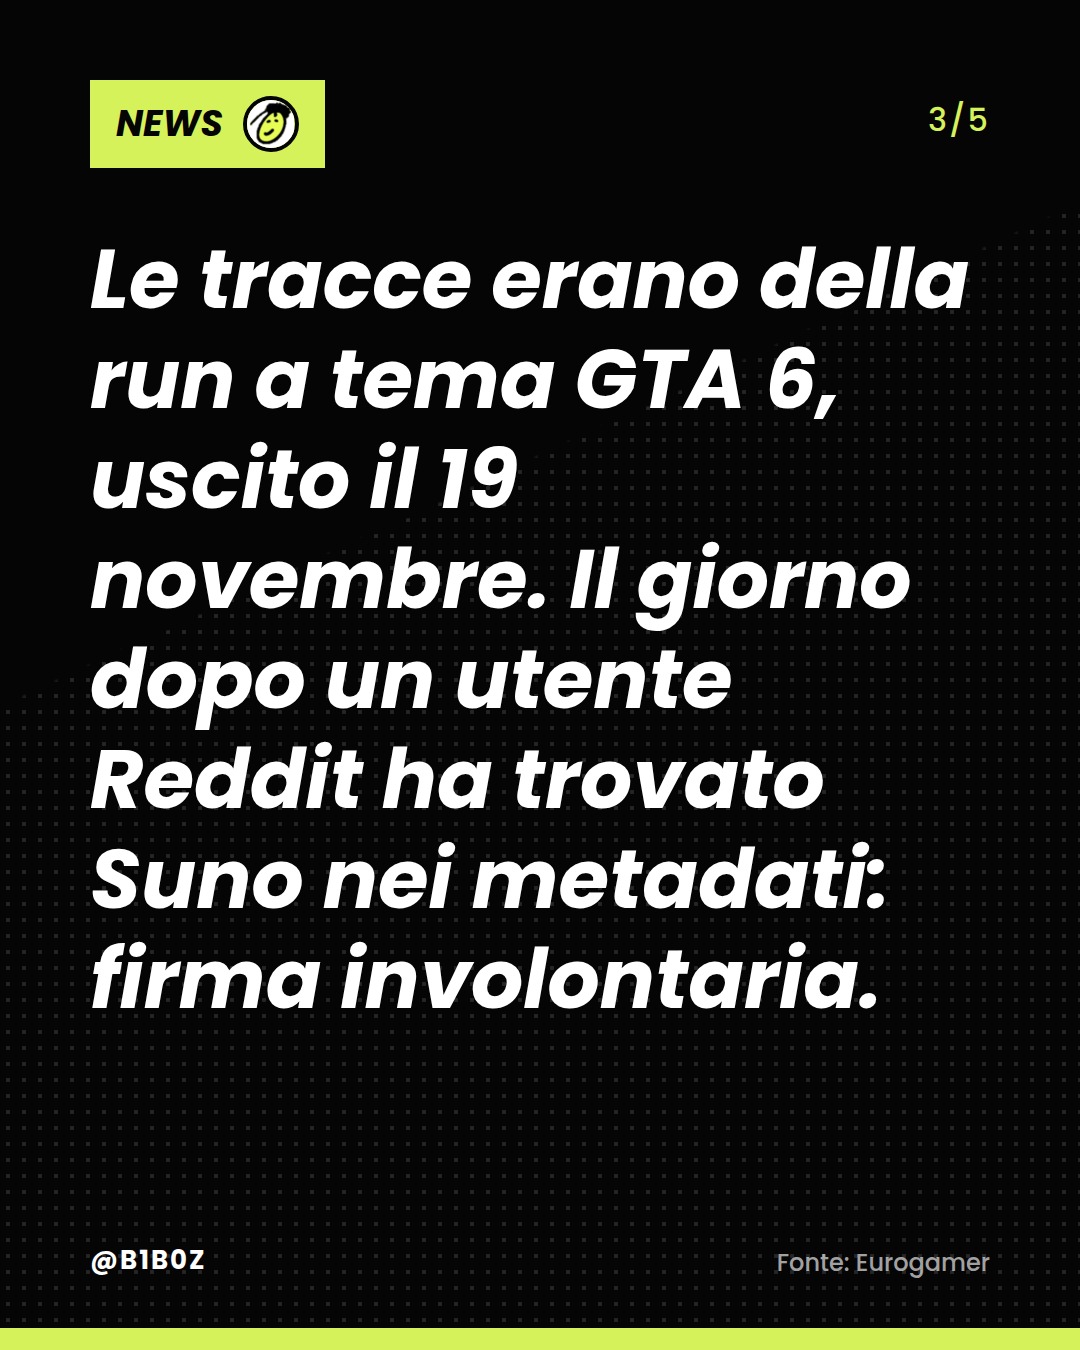 NEWS
3/5
Le tracce erano della
run a tema GTA 6,
uscito il 19
novembre. Il giorno
dopo un utente
Reddit ha trovato
Suno nei metadati:
firma involontaria.
@B1B0Z
Fonte: Eurogamer